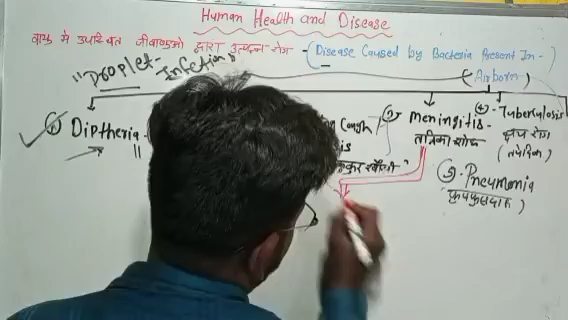 Human Health and Disease
वायु में उपस्थित जीवाणुओं द्वारा उत्पन्न रोग - (Disease Caused by Bacteria Present In-)
"Droplet-Infection"
(Airborn)
① Diptheria-
Cough
③ meningitis-
तंत्रिका शोथ
④ Tuberculosis
क्षय रोग
(तपेदिक)
खाँसी"
⑤ Pneumonia